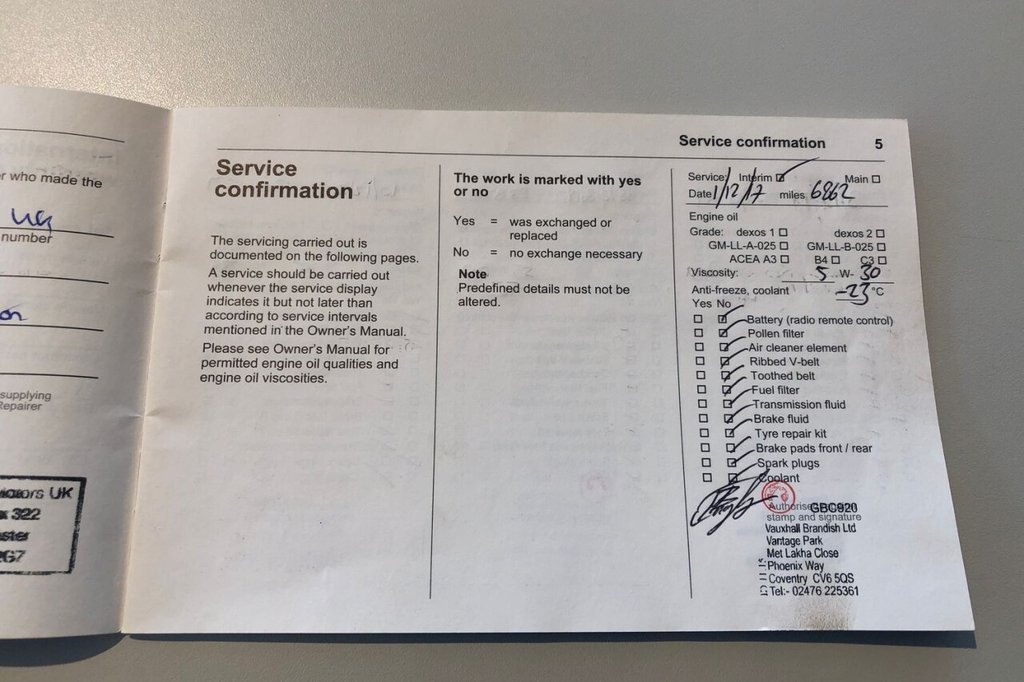 r who made the
number
supplying
Repairer
UK
322
Service confirmation 5
Service
confirmation
The servicing carried out is
documented on the following pages.
A service should be carried out
whenever the service display
indicates it but not later than
according to service intervals
mentioned in the Owner's Manual.
Please see Owner's Manual for
permitted engine oil qualities and
engine oil viscosities.
The work is marked with yes
or no
Yes = was exchanged or
replaced
No = no exchange necessary
Note
Predefined details must not be
altered.
Service: Interim Main
Date 1/12/17 miles 6862
Engine oil
Grade: dexos 1 dexos 2
GM-LL-A-025 GM-LL-B-025
ACEA A3 B4 C3
Viscosity: 5 W- 30
Anti-freeze, coolant -23 °C
Yes No
Battery (radio remote control)
Pollen filter
Air cleaner element
Ribbed V-belt
Toothed belt
Fuel filter
Transmission fluid
Brake fluid
Tyre repair kit
Brake pads front / rear
Spark plugs
Coolant
GBC920
stamp and signature
Vauxhall Brandish Ltd
Vantage Park
Met Lakha Close
Phoenix Way
Coventry CV6 5QS
Tel:- 02476 225361